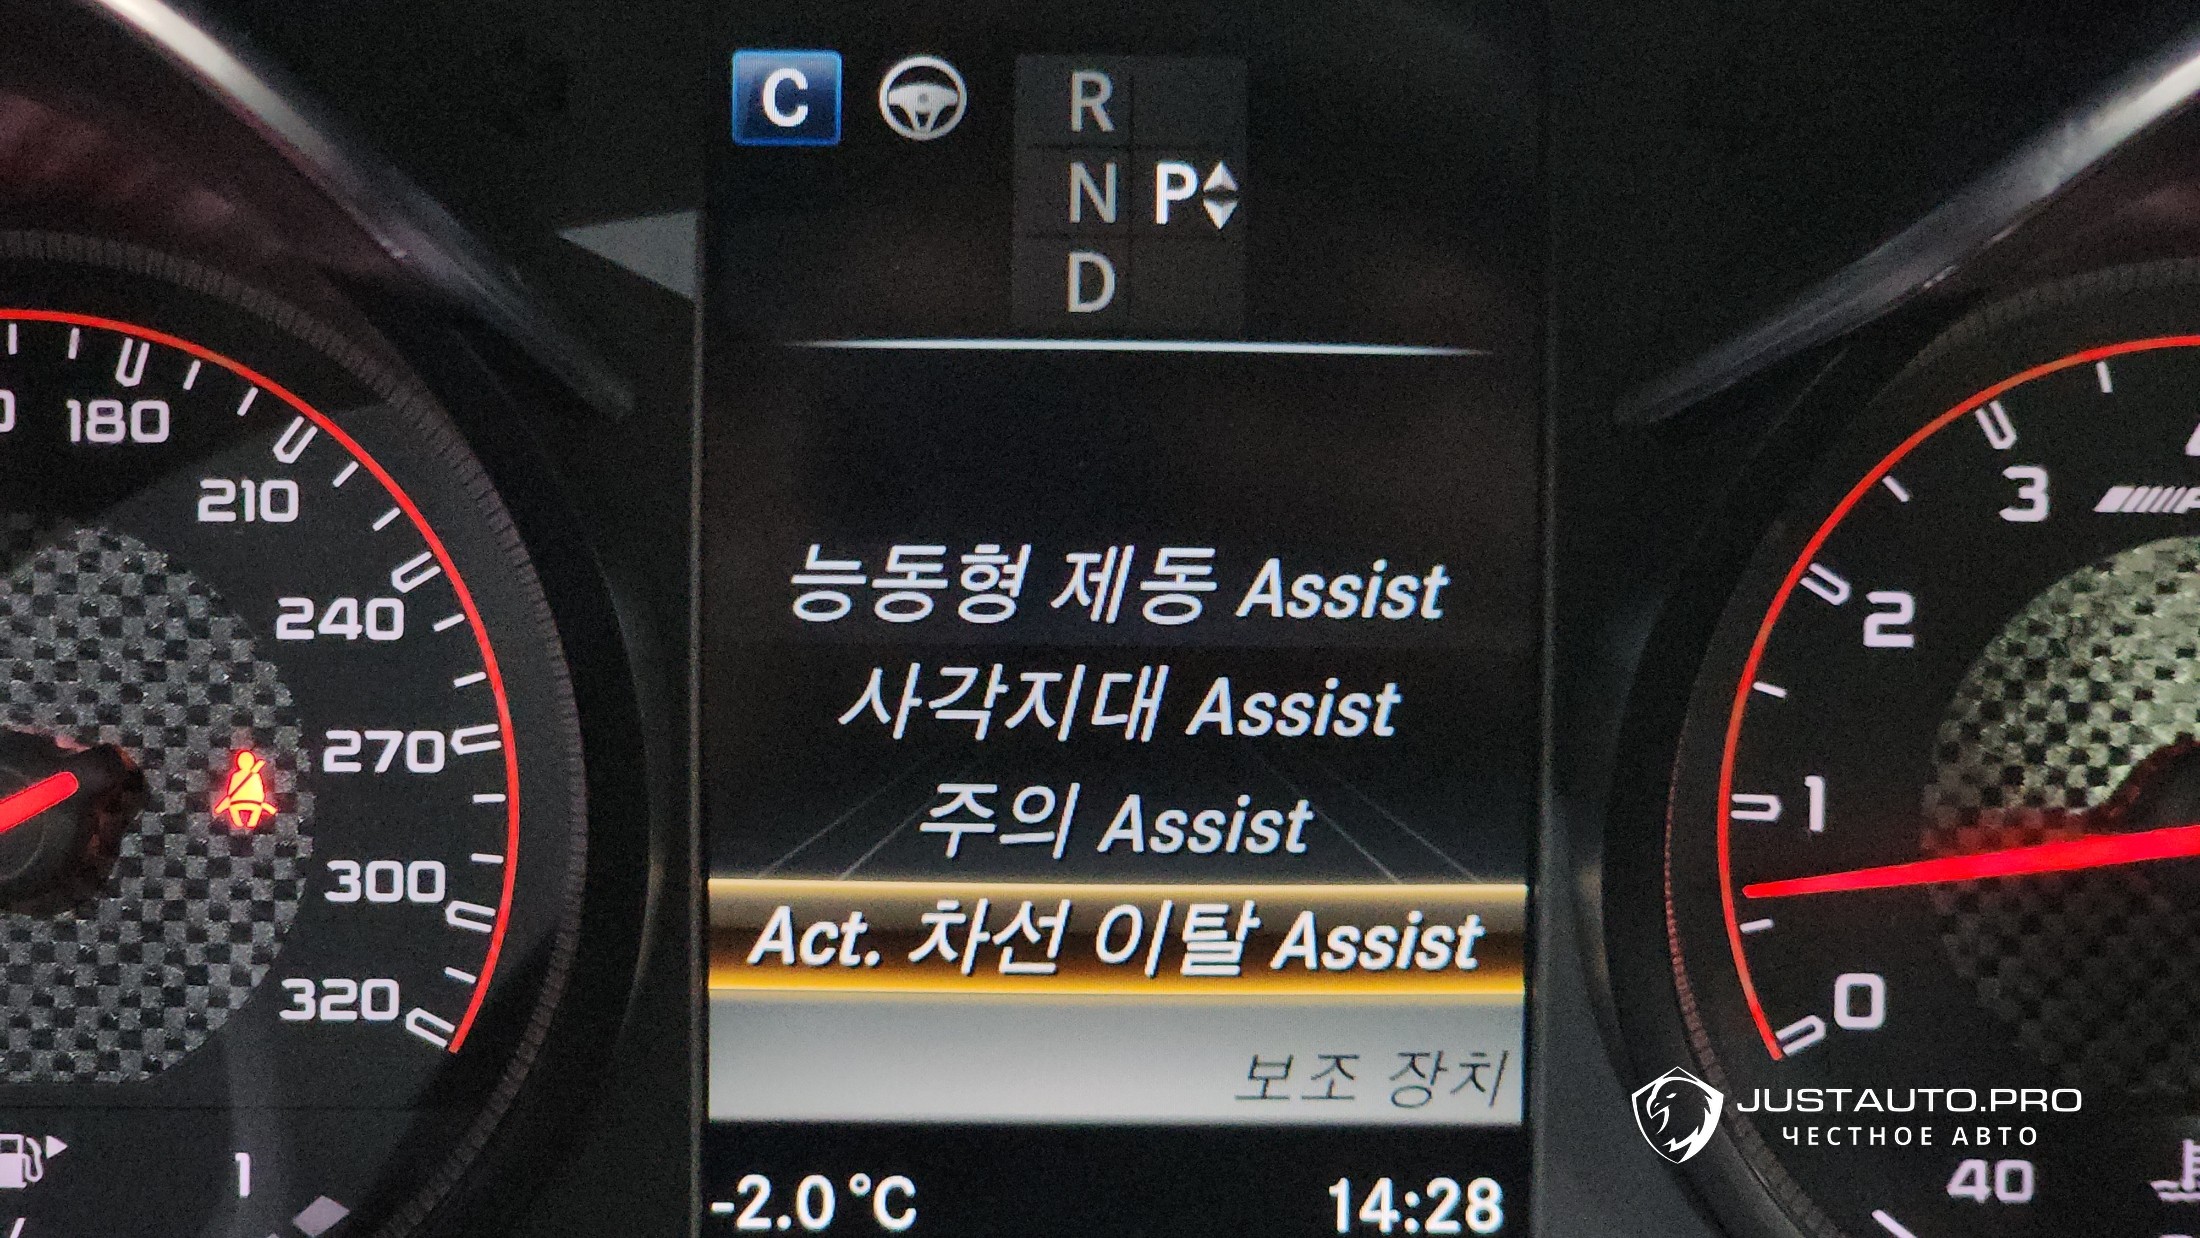 C
R
N P
D
180
210
240
270
300
320
1
능동형 제동 Assist
사각지대 Assist
주의 Assist
Act. 차선 이탈 Assist
보조 장치
-2.0 °C 14:28
3
2
1
0
40
JUSTAUTO.PRO
ЧЕСТНОЕ АВТО